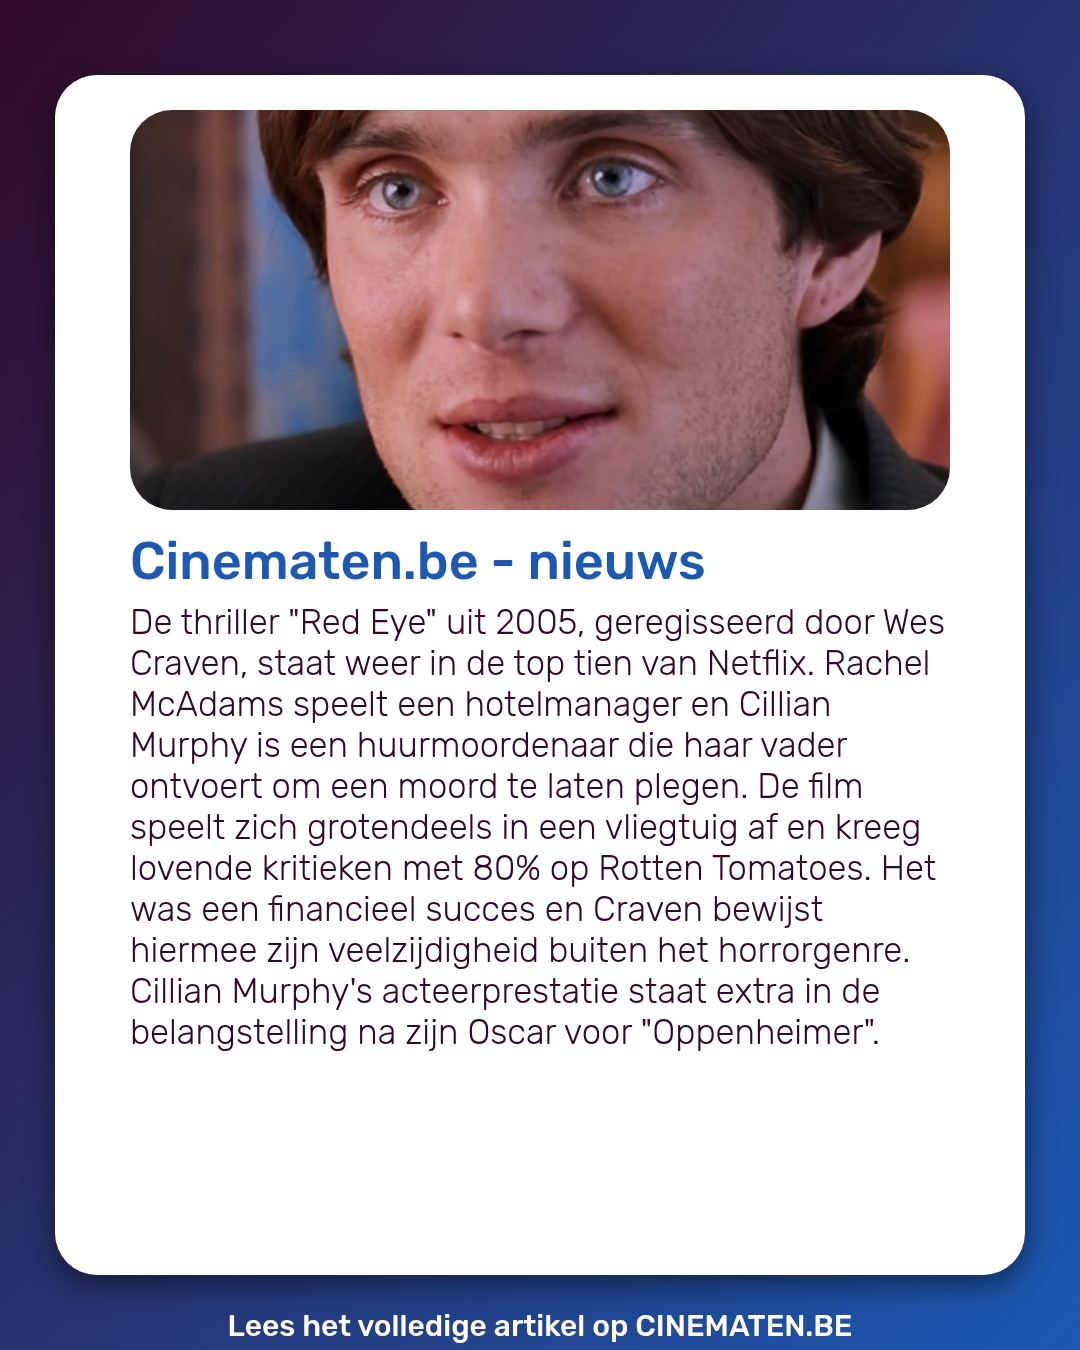 Cinematen.be - nieuws
De thriller "Red Eye" uit 2005, geregisseerd door Wes
Craven, staat weer in de top tien van Netflix. Rachel
McAdams speelt een hotelmanager en Cillian
Murphy is een huurmoordenaar die haar vader
ontvoert om een moord te laten plegen. De film
speelt zich grotendeels in een vliegtuig af en kreeg
lovende kritieken met 80% op Rotten Tomatoes. Het
was een financieel succes en Craven bewijst
hiermee zijn veelzijdigheid buiten het horrorgenre.
Cillian Murphy's acteerprestatie staat extra in de
belangstelling na zijn Oscar voor "Oppenheimer".
Lees het volledige artikel op CINEMATEN.BE